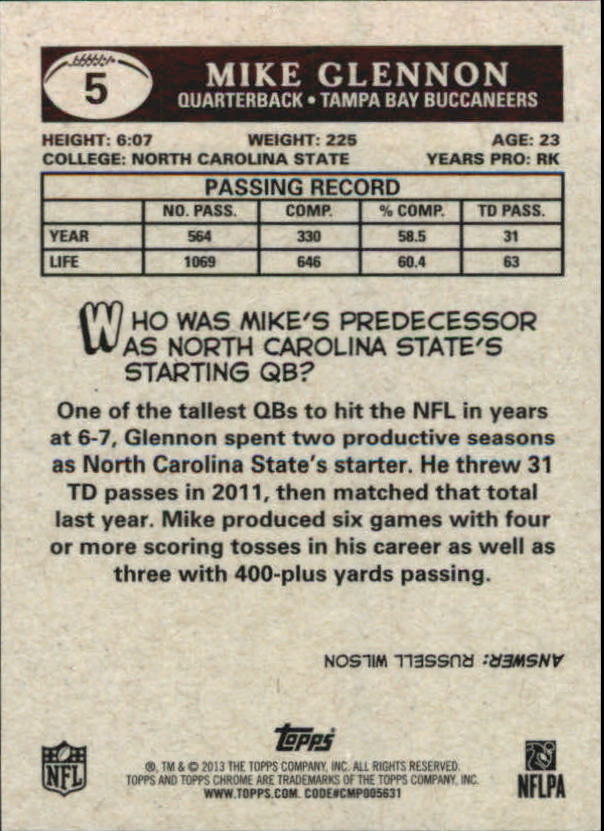 5
MIKE GLENNON
QUARTERBACK • TAMPA BAY BUCCANEERS
HEIGHT: 6:07 WEIGHT: 225 AGE: 23
COLLEGE: NORTH CAROLINA STATE YEARS PRO: RK
PASSING RECORD
NO. PASS. COMP. % COMP. TD PASS.
YEAR 564 330 58.5 31
LIFE 1069 646 60.4 63
WHO WAS MIKE'S PREDECESSOR
AS NORTH CAROLINA STATE'S
STARTING QB?
One of the tallest QBs to hit the NFL in years
at 6-7, Glennon spent two productive seasons
as North Carolina State's starter. He threw 31
TD passes in 2011, then matched that total
last year. Mike produced six games with four
or more scoring tosses in his career as well as
three with 400-plus yards passing.
ANSWER: RUSSELL WILSON
Topps
®, TM & © 2013 THE TOPPS COMPANY, INC. ALL RIGHTS RESERVED.
TOPPS AND TOPPS CHROME ARE TRADEMARKS OF THE TOPPS COMPANY, INC.
WWW.TOPPS.COM. CODE#CMP005631
NFL
NFLPA